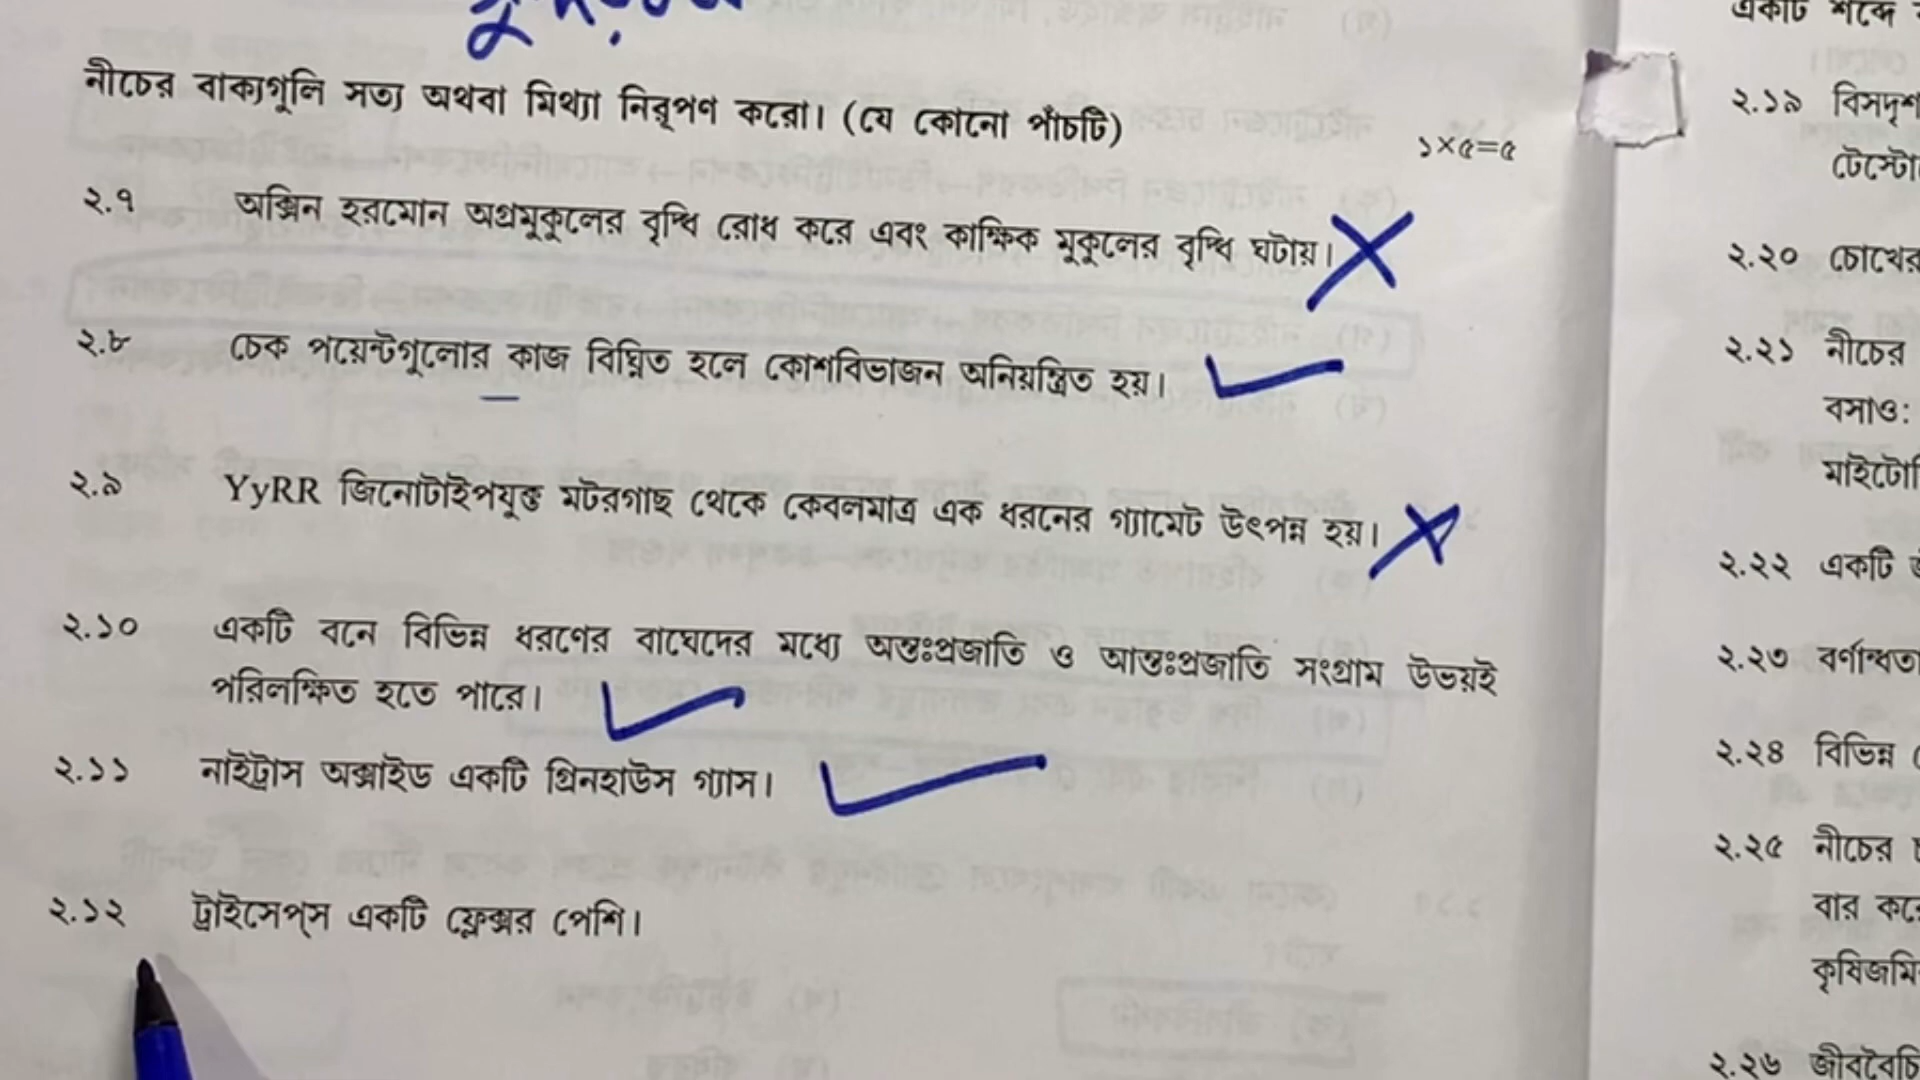 নীচের বাক্যগুলি সত্য অথবা মিথ্যা নিরূপণ করো। (যে কোনো পাঁচটি)
১×৫=৫
২.৭ অক্সিন হরমোন অগ্রমুকুলের বৃদ্ধি রোধ করে এবং কাক্ষিক মুকুলের বৃদ্ধি ঘটায়।
২.৮ চেক পয়েন্টগুলোর কাজ বিঘ্নিত হলে কোশবিভাজন অনিয়ন্ত্রিত হয়।
২.৯ YyRR জিনোটাইপযুক্ত মটরগাছ থেকে কেবলমাত্র এক ধরনের গ্যামেট উৎপন্ন হয়।
২.১০ একটি বনে বিভিন্ন ধরণের বাঘেদের মধ্যে অন্তঃপ্রজাতি ও আন্তঃপ্রজাতি সংগ্রাম উভয়ই
পরিলক্ষিত হতে পারে।
২.১১ নাইট্রাস অক্সাইড একটি গ্রিনহাউস গ্যাস।
২.১২ ট্রাইসেপ্‌স একটি ফ্লেক্সর পেশি।
একটি শব্দে
২.১৯ বিসদৃশ
টেস্টো
২.২০ চোখের
২.২১ নীচের
বসাও:
মাইটো
২.২২ একটি
২.২৩ বর্ণান্ধতা
২.২৪ বিভিন্ন
২.২৫ নীচের
বার করে
কৃষিজমি
২.২৬ জীববৈচি